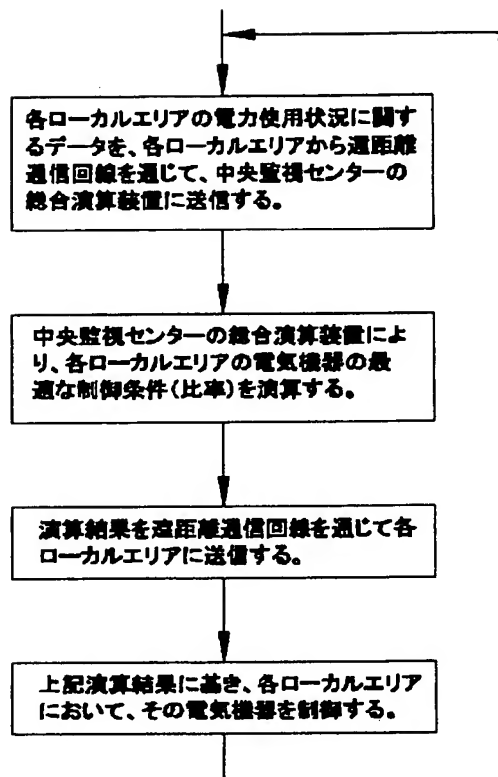 各ローカルエリアの電力使用状況に関す
るデータを、各ローカルエリアから遠距離
通信回線を通じて、中央監視センターの
総合演算装置に送信する。
中央監視センターの総合演算装置によ
り、各ローカルエリアの電気機器の最
適な制御条件(比率)を演算する。
演算結果を遠距離通信回線を通じて各
ローカルエリアに送信する。
上記演算結果に基き、各ローカルエリア
において、その電気機器を制御する。